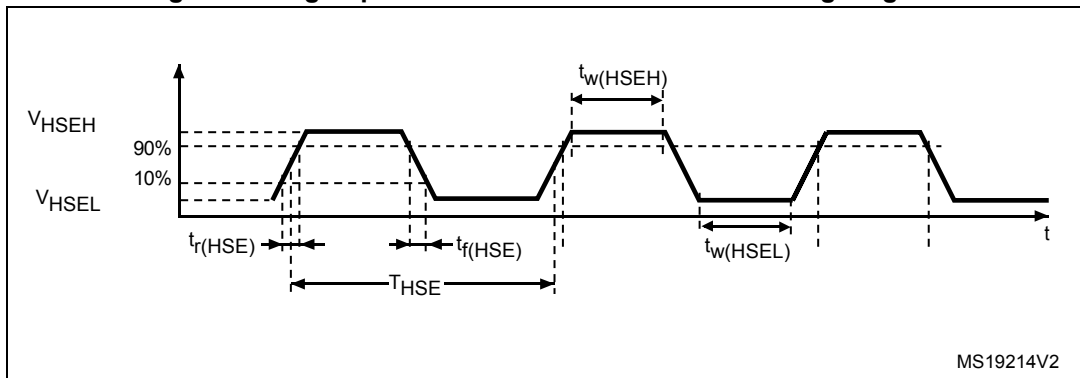 tw(HSEH)
VHSEH
90%
10%
VHSEL
tr(HSE)
tf(HSE)
tw(HSEL)
t
THSE
MS19214V2